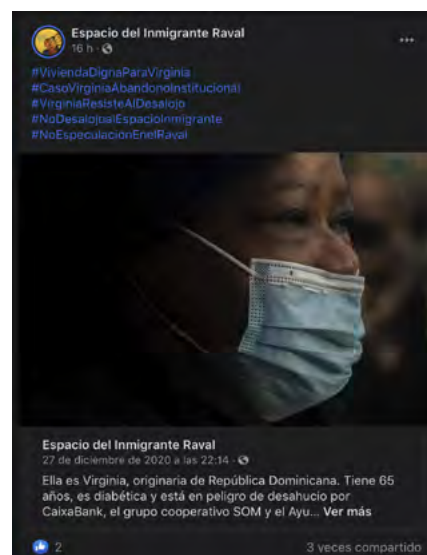 Espacio del Inmigrante Raval
16 h ·
#ViviendaDignaParaVirginia
#CasoVirginiaAbandonoInstitucional
#VirginiaResisteAlDesalojo
#NoDesalojoalEspacioInmigrante
#NoEspeculaciónEnelRaval
Espacio del Inmigrante Raval
27 de diciembre de 2020 a las 22:14 ·
Ella es Virginia, originaria de República Dominicana. Tiene 65
años, es diabética y está en peligro de desahucio por
CaixaBank, el grupo cooperativo SOM y el Ayu... Ver más
2
3 veces compartido